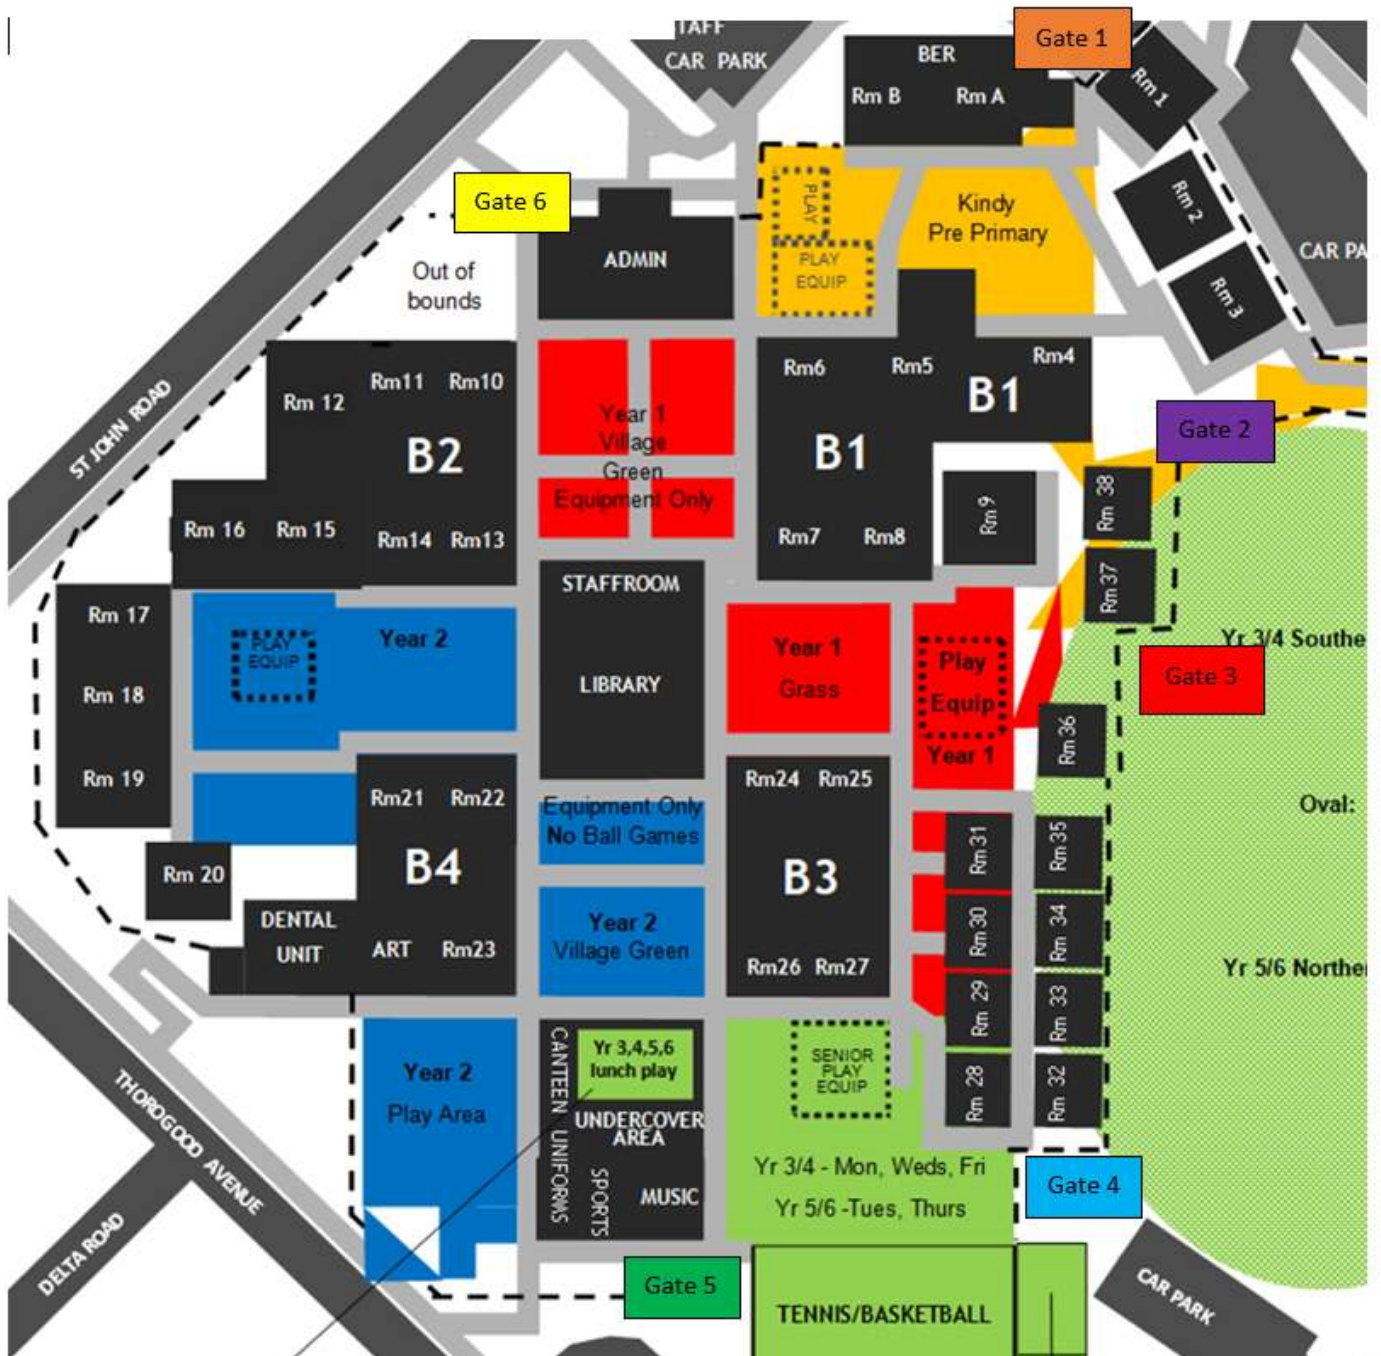 TAFF
CAR PARK
BER
Rm B
Rm A
Gate 1
Rm 1
Rm 2
Rm 3
CAR PA
Gate 6
ADMIN
PLAY
PLAY
EQUIP
Kindy
Pre Primary
Out of
bounds
ST JOHN ROAD
Rm 12
Rm11
Rm10
B2
Rm 16
Rm 15
Rm14
Rm13
Year 1
Village
Green
Equipment Only
Rm6
Rm5
Rm4
B1
B1
Rm7
Rm8
Rm 9
Gate 2
Rm 38
Rm 37
Rm 17
Rm 18
Rm 19
PLAY
EQUIP
Year 2
STAFFROOM
LIBRARY
Year 1
Grass
Play
Equip
Year 1
Gate 3
Yr 3/4 Southe
Rm 36
Oval:
Yr 5/6 Norther
Rm 20
Rm21
Rm22
B4
DENTAL
UNIT
ART
Rm23
Equipment Only
No Ball Games
Year 2
Village Green
Rm24
Rm25
B3
Rm26
Rm27
Rm 31
Rm 30
Rm 29
Rm 28
Rm 35
Rm 34
Rm 33
Rm 32
Year 2
Play Area
CANTEEN UNIFORMS
Yr 3,4,5,6
lunch play
UNDERCOVER
AREA
SPORTS
MUSIC
SENIOR
PLAY
EQUIP
Yr 3/4 - Mon, Weds, Fri
Yr 5/6 -Tues, Thurs
Gate 4
Gate 5
TENNIS/BASKETBALL
CAR PARK
THOROGOOD AVENUE
DELTA ROAD